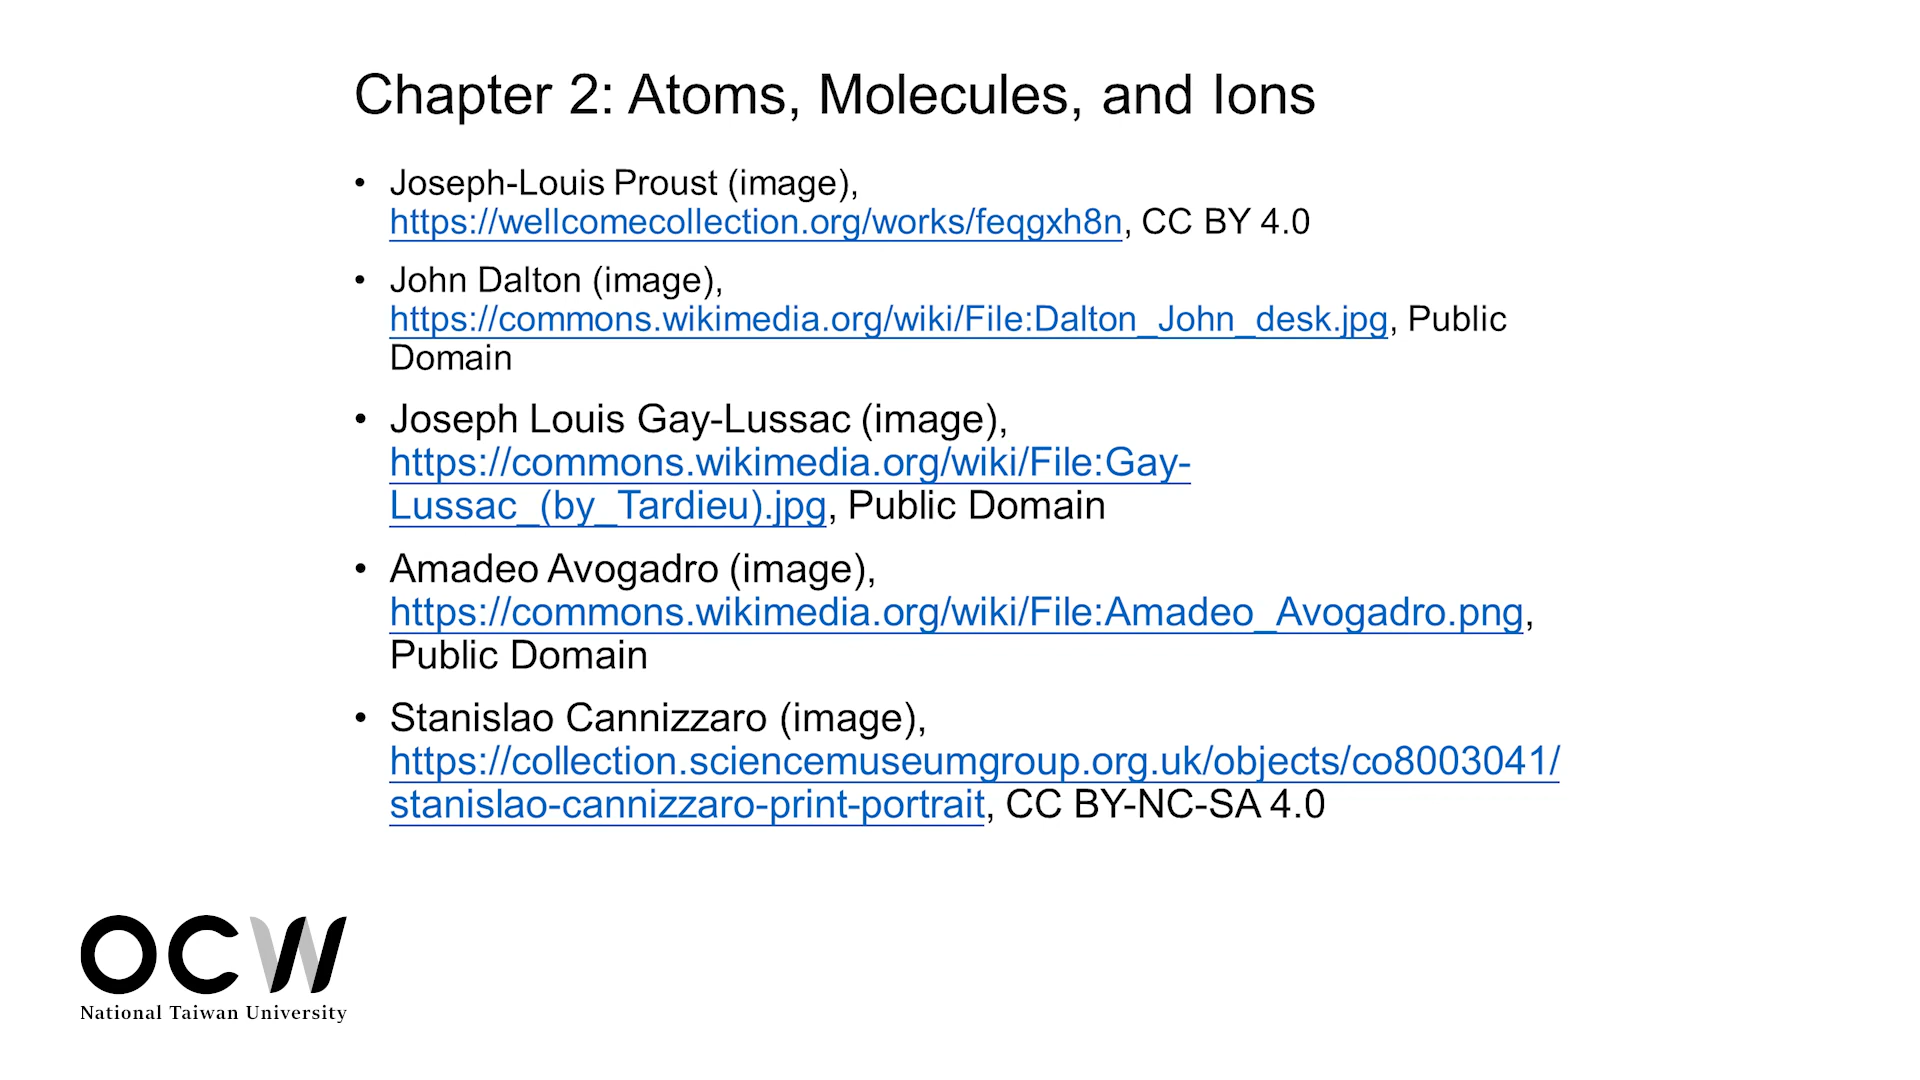 Chapter 2: Atoms, Molecules, and Ions
• Joseph-Louis Proust (image),
https://wellcomecollection.org/works/feqgxh8n, CC BY 4.0
• John Dalton (image),
https://commons.wikimedia.org/wiki/File:Dalton_John_desk.jpg, Public
Domain
• Joseph Louis Gay-Lussac (image),
https://commons.wikimedia.org/wiki/File:Gay-
Lussac_(by_Tardieu).jpg, Public Domain
• Amadeo Avogadro (image),
https://commons.wikimedia.org/wiki/File:Amadeo_Avogadro.png,
Public Domain
• Stanislao Cannizzaro (image),
https://collection.sciencemuseumgroup.org.uk/objects/co8003041/
stanislao-cannizzaro-print-portrait, CC BY-NC-SA 4.0
OCW
National Taiwan University